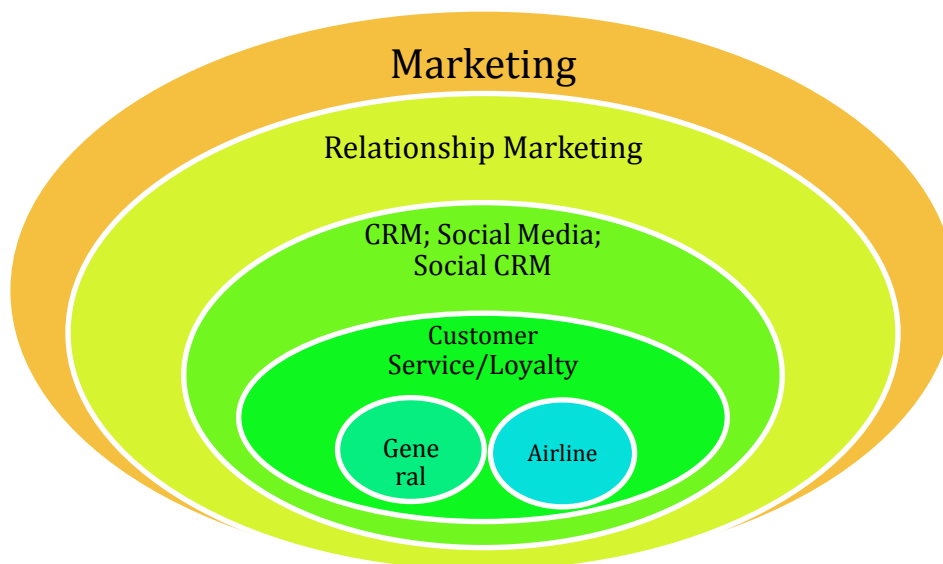 Marketing
Relationship Marketing
CRM; Social Media;
Social CRM
Customer
Service/Loyalty
Gene
ral
Airline